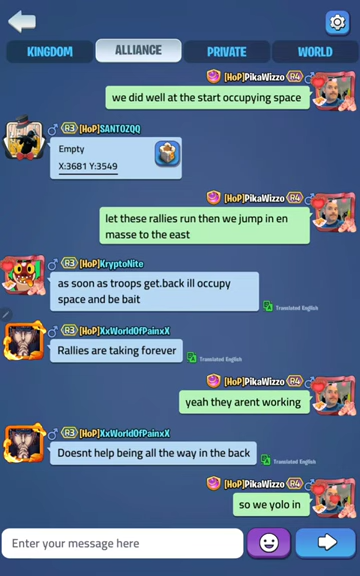 KINGDOM
ALLIANCE
PRIVATE
WORLD
[HoP]PikaWizzo R4
we did well at the start occupying space
R3 [HoP]SANTOZQQ
Empty
X:3681 Y:3549
[HoP]PikaWizzo R4
let these rallies run then we jump in en
masse to the east
R3 [HoP]KryptoNite
as soon as troops get.back ill occupy
space and be bait
Translated English
R3 [HoP]XxWorldOfPainxX
Rallies are taking forever
Translated English
[HoP]PikaWizzo R4
yeah they arent working
R3 [HoP]XxWorldOfPainxX
Doesnt help being all the way in the back
Translated English
[HoP]PikaWizzo R4
so we yolo in
Enter your message here